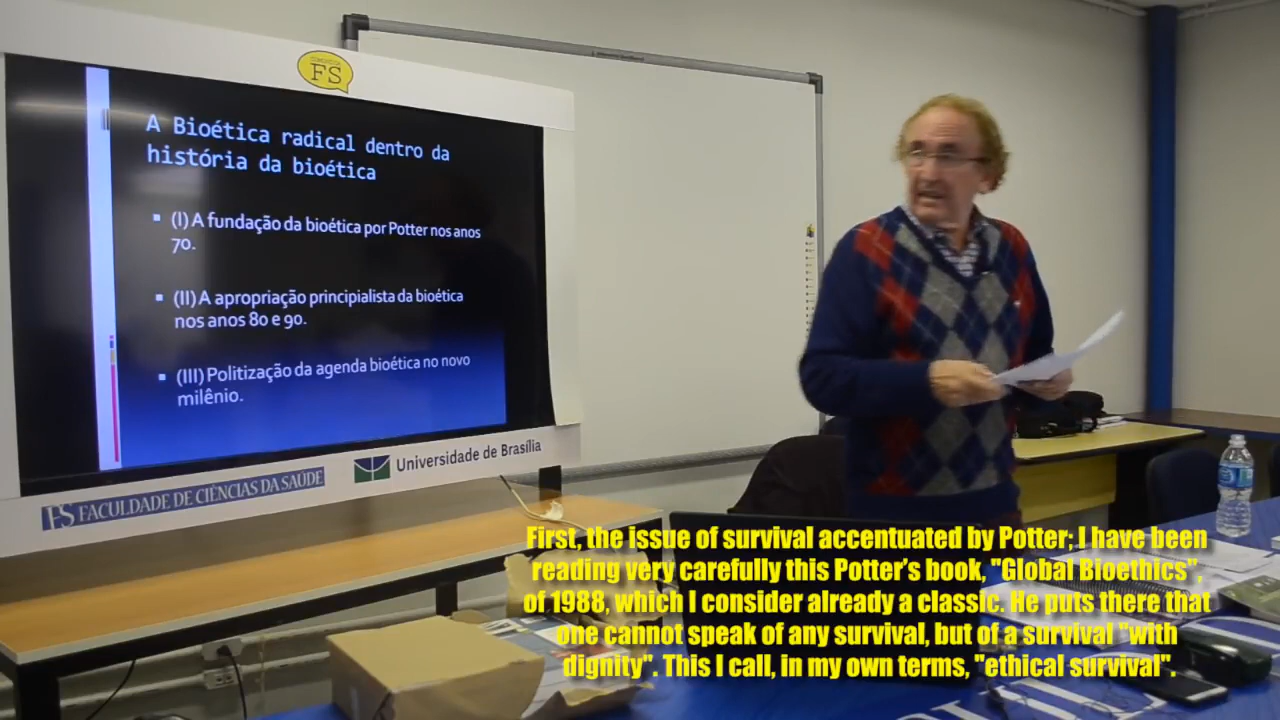 FS
A Bioética radical dentro da
história da bioética
(I) A fundação da bioética por Potter nos anos
70.
(II) A apropriação principialista da bioética
nos anos 80 e 90.
(III) Politização da agenda bioética no novo
milênio.
FS FACULDADE DE CIÊNCIAS DA SAÚDE
Universidade de Brasília
First, the issue of survival accentuated by Potter; I have been
reading very carefully this Potter’s book, "Global Bioethics",
of 1988, which I consider already a classic. He puts there that
one cannot speak of any survival, but of a survival "with
dignity". This I call, in my own terms, "ethical survival".